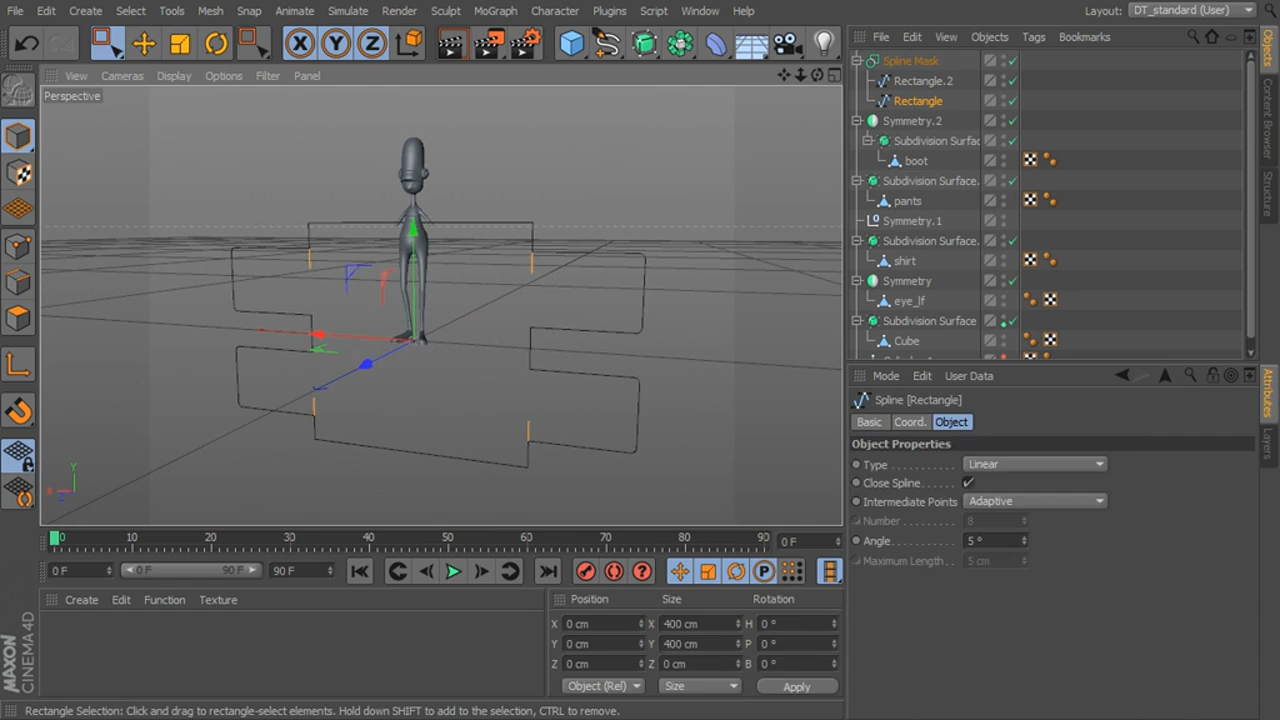 File Edit Create Select Tools Mesh Snap Animate Simulate Render Sculpt MoGraph Character Plugins Script Window Help Layout: DT_standard (User)
X Y Z
File Edit View Objects Tags Bookmarks
View Cameras Display Options Filter Panel
Perspective
Spline Mask
Rectangle.2
Rectangle
Symmetry.2
Subdivision Surfac
boot
Subdivision Surface.
pants
Symmetry.1
Subdivision Surface.
shirt
Symmetry
eye_lf
Subdivision Surface
Cube
Objects
Content Browser
Structure
Mode Edit User Data
Spline [Rectangle]
Basic Coord. Object
Object Properties
Type Linear
Close Spline
Intermediate Points Adaptive
Number 8
Angle 5 °
Maximum Length 5 cm
Attributes
Layers
Y
X
Z
0 10 20 30 40 50 60 70 80 90 0 F
0 F 0 F 90 F 90 F
P
Create Edit Function Texture
Position Size Rotation
X 0 cm X 400 cm H 0 °
Y 0 cm Y 400 cm P 0 °
Z 0 cm Z 0 cm B 0 °
Object (Rel) Size Apply
MAXON
CINEMA 4D
Rectangle Selection: Click and drag to rectangle-select elements. Hold down SHIFT to add to the selection, CTRL to remove.